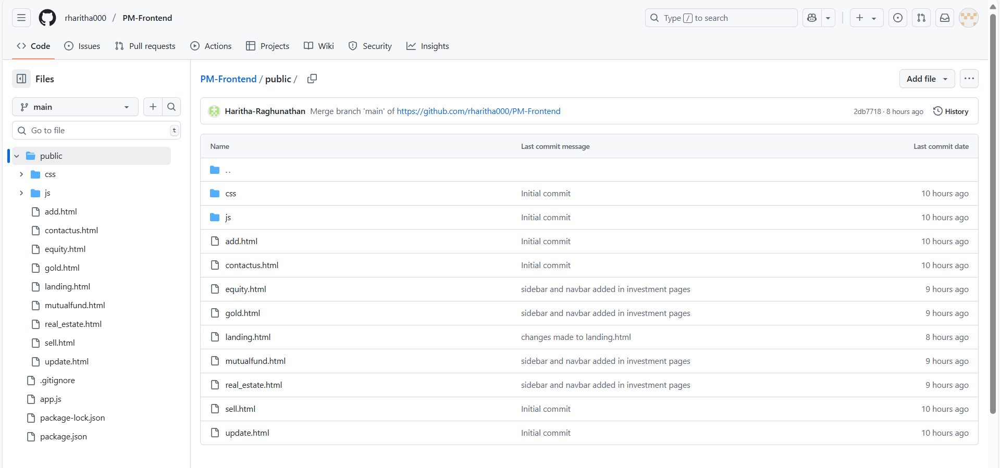 rharitha000 / PM-Frontend
Type / to search
Code Issues Pull requests Actions Projects Wiki Security Insights
Files
main
Go to file t
public
css
js
add.html
contactus.html
equity.html
gold.html
landing.html
mutualfund.html
real_estate.html
sell.html
update.html
.gitignore
app.js
package-lock.json
package.json
PM-Frontend / public /
Add file
Haritha-Raghunathan Merge branch 'main' of https://github.com/rharitha000/PM-Frontend 2db7718 · 8 hours ago History
Name Last commit message Last commit date
..
css Initial commit 10 hours ago
js Initial commit 10 hours ago
add.html Initial commit 10 hours ago
contactus.html Initial commit 10 hours ago
equity.html sidebar and navbar added in investment pages 9 hours ago
gold.html sidebar and navbar added in investment pages 9 hours ago
landing.html changes made to landing.html 8 hours ago
mutualfund.html sidebar and navbar added in investment pages 9 hours ago
real_estate.html sidebar and navbar added in investment pages 9 hours ago
sell.html Initial commit 10 hours ago
update.html Initial commit 10 hours ago